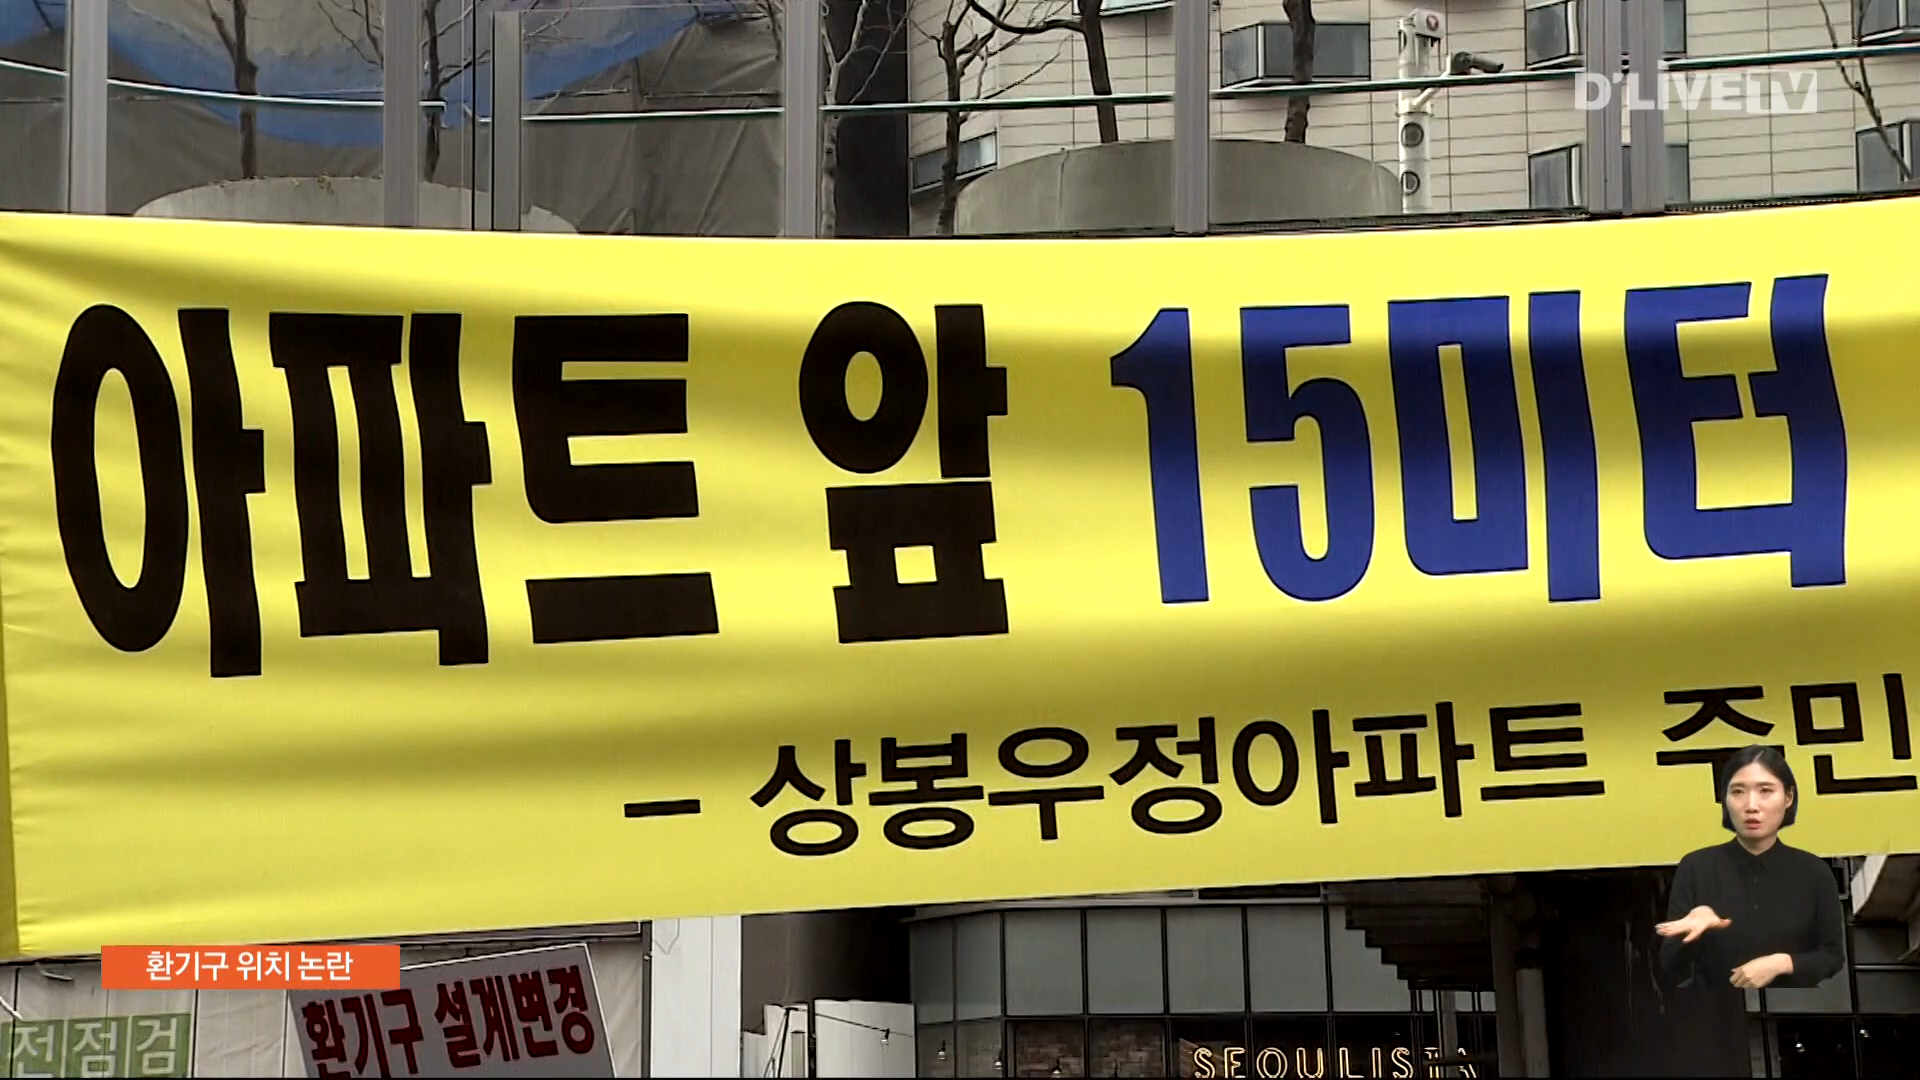 D'LIVE TV
아파트 앞 15미터
- 상봉우정아파트 주민
환기구 위치 논란
환기구 설계변경
전점검
SEOULISTA